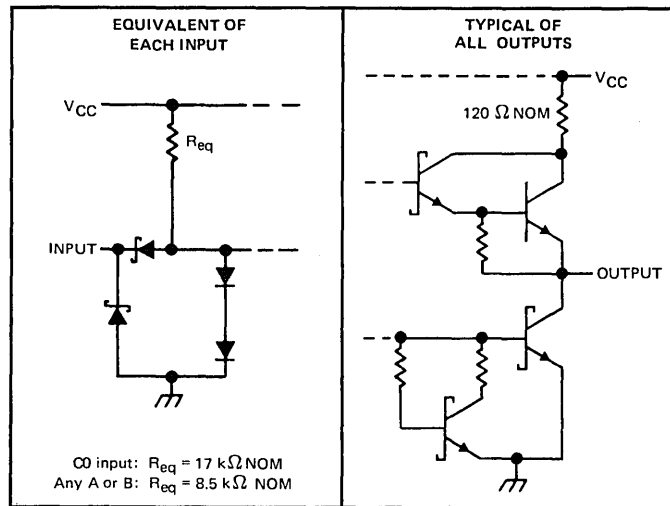 EQUIVALENT OF
EACH INPUT
VCC
Req
INPUT
C0 input: Req = 17 kΩ NOM
Any A or B: Req = 8.5 kΩ NOM
TYPICAL OF
ALL OUTPUTS
VCC
120 Ω NOM
OUTPUT